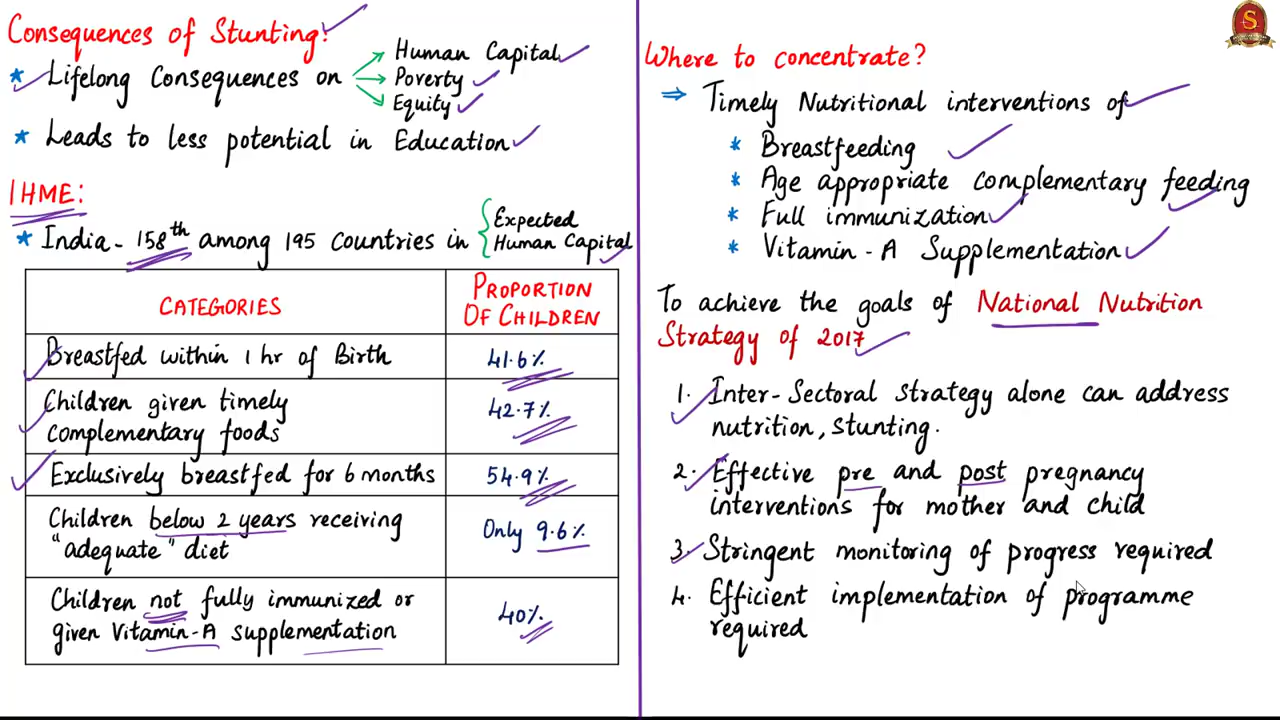 Consequences of Stunting:
* Lifelong Consequences on
Human Capital
Poverty
Equity
* Leads to less potential in Education
IHME:
* India - 158th among 195 Countries in
Expected
Human Capital
CATEGORIES
PROPORTION
OF CHILDREN
Breastfed within 1 hr of Birth
41.6%
Children given timely
complementary foods
42.7%
Exclusively breastfed for 6 months
54.9%
Children below 2 years receiving
"adequate" diet
Only 9.6%
Children not fully immunized or
given Vitamin-A supplementation
40%
Where to concentrate?
⇒ Timely Nutritional interventions of
* Breastfeeding
* Age appropriate complementary feeding
* Full immunization
* Vitamin - A Supplementation
To achieve the goals of National Nutrition
Strategy of 2017
1. Inter-Sectoral strategy alone can address
nutrition, stunting.
2. Effective pre and post pregnancy
interventions for mother and child
3. Stringent monitoring of progress required
4. Efficient implementation of programme
required